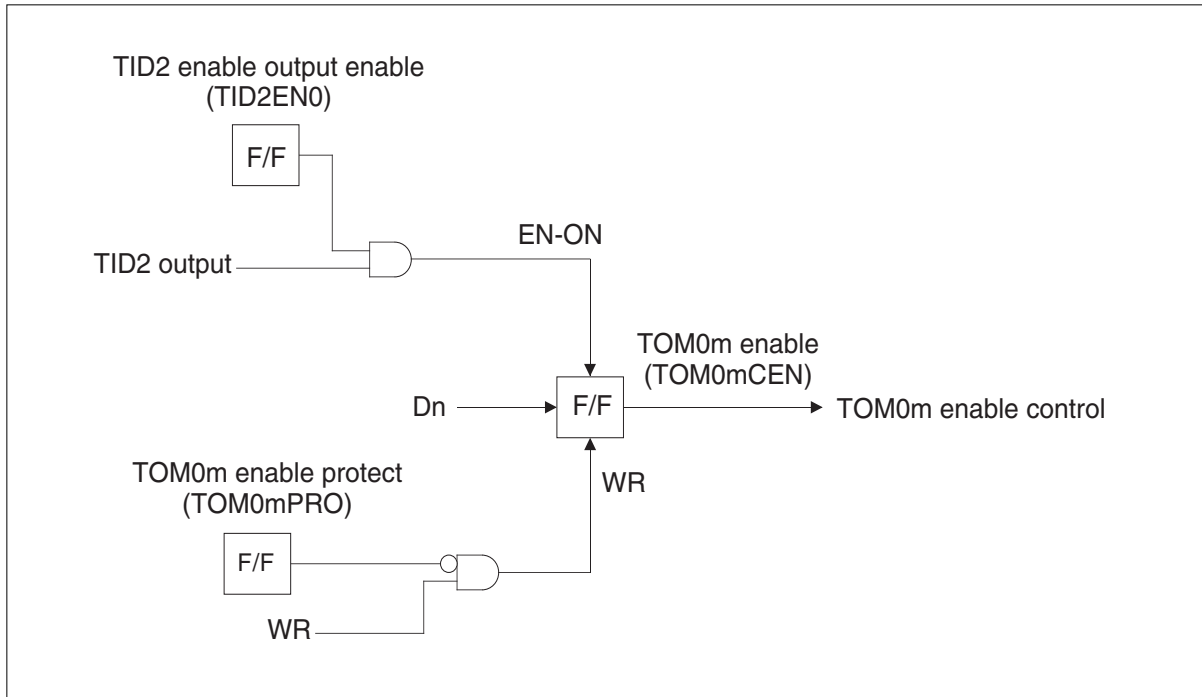 TID2 enable output enable
(TID2EN0)
F/F
TID2 output
EN-ON
TOM0m enable
(TOM0mCEN)
Dn
F/F
TOM0m enable control
TOM0m enable protect
(TOM0mPRO)
WR
F/F
WR